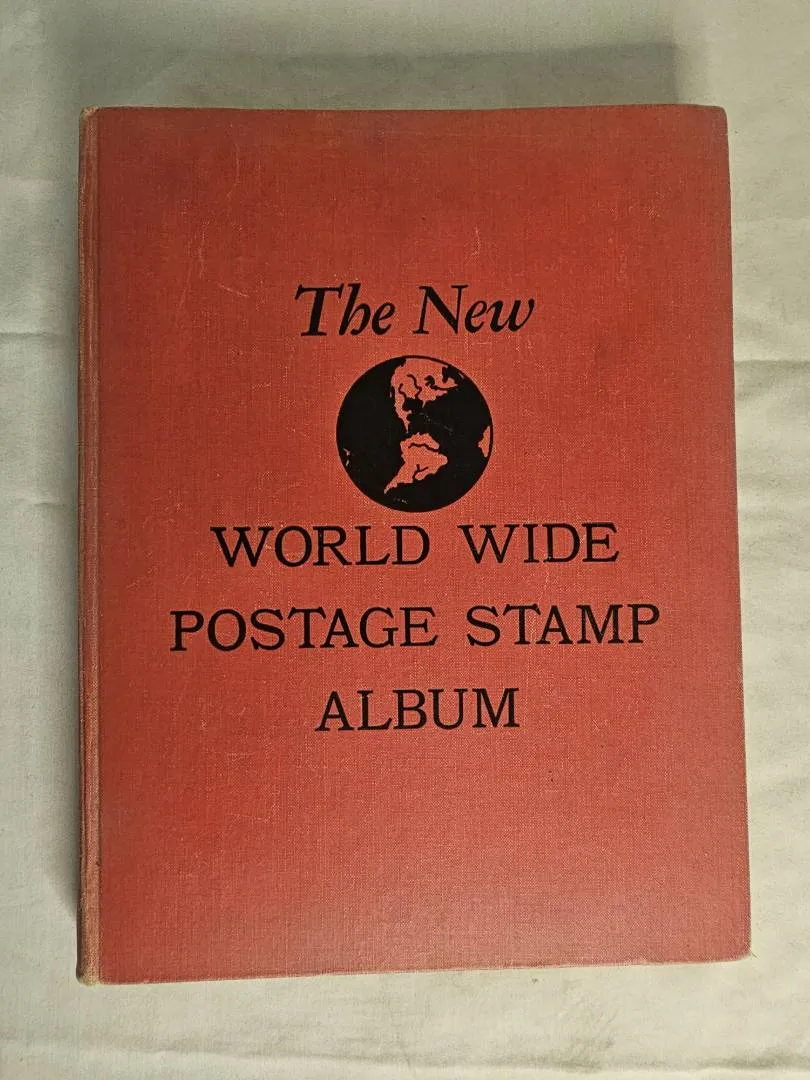 The New
WORLD WIDE
POSTAGE STAMP
ALBUM